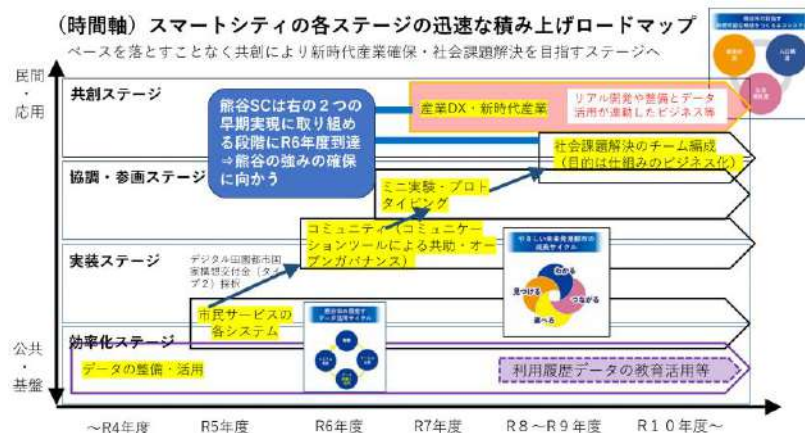 （時間軸）スマートシティの各ステージの迅速な積み上げロードマップ
ペースを落とすことなく共創により新時代産業確保・社会課題解決を目指すステージへ
民間
・
応用
共創ステージ
熊谷SCは右の２つの
早期実現に取り組め
る段階にR6年度到達
⇒熊谷の強みの確保
に向かう
産業DX・新時代産業
リアル開発や整備とデータ
活用が連動したビジネス等
社会課題解決のチーム編成
（目的は仕組みのビジネス化）
協調・参画ステージ
ミニ実験・プロト
タイピング
コミュニティ（コミュニケー
ションツールによる共助・オー
プンガバナンス）
実装ステージ
デジタル田園都市国
家構想交付金（タイ
プ２）採択
市民サービスの
各システム
わかる
見つける
つながる
選べる
効率化ステージ
公共
・
基盤
データの整備・活用
利用履歴データの教育活用等
～R4年度
R5年度
R6年度
R7年度
R８～R９年度
R１０年度～